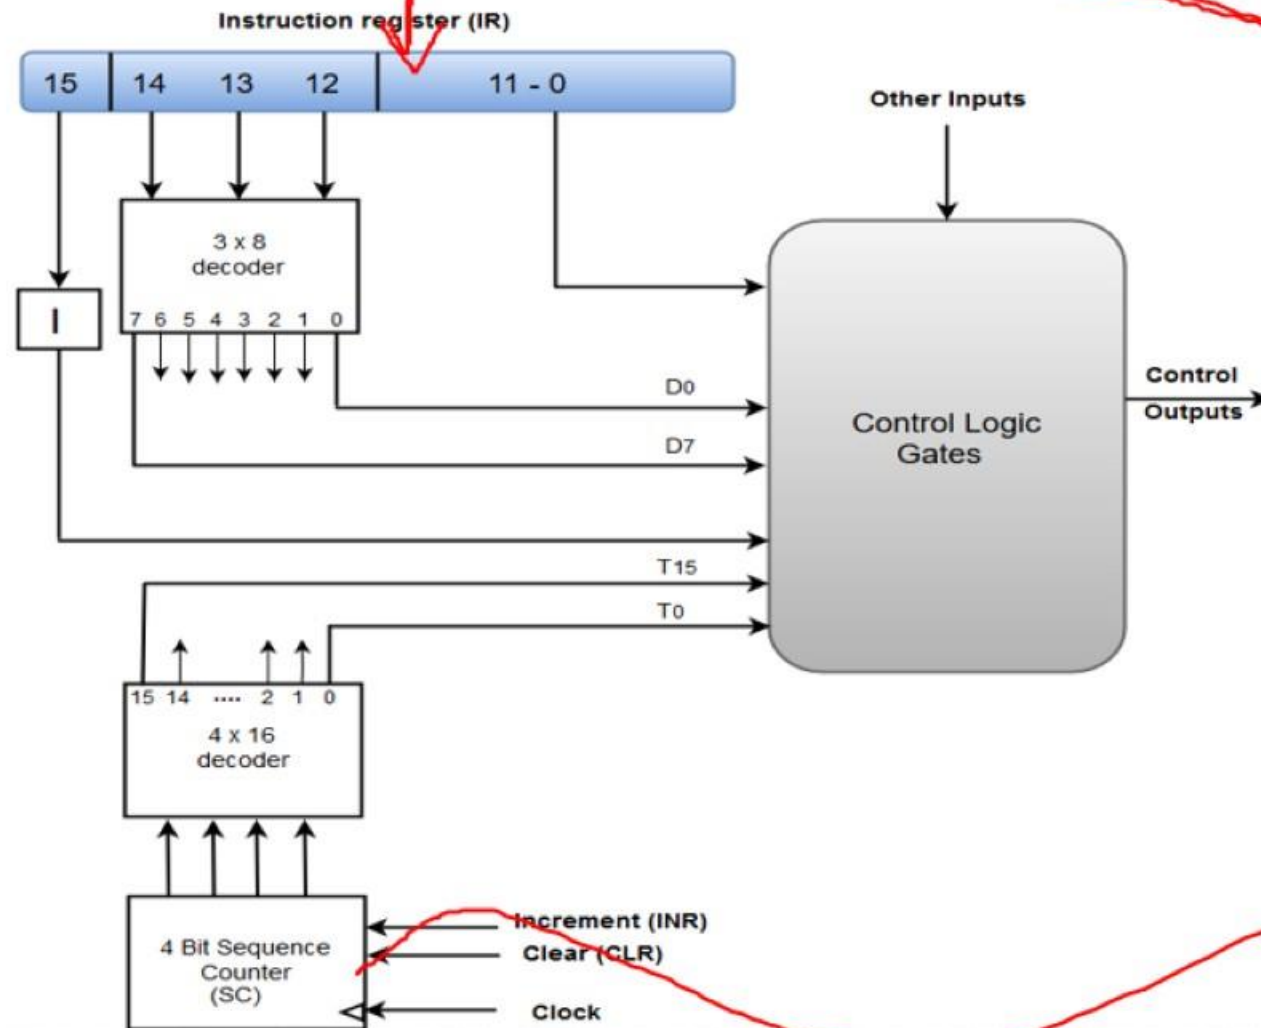 Instruction register (IR)
15 14 13 12 11 - 0
Other Inputs
3 x 8
decoder
I
7 6 5 4 3 2 1 0
D0
Control
Outputs
Control Logic
Gates
D7
T15
T0
15 14 .... 2 1 0
4 x 16
decoder
Increment (INR)
4 Bit Sequence
Counter
(SC)
Clear (CLR)
Clock